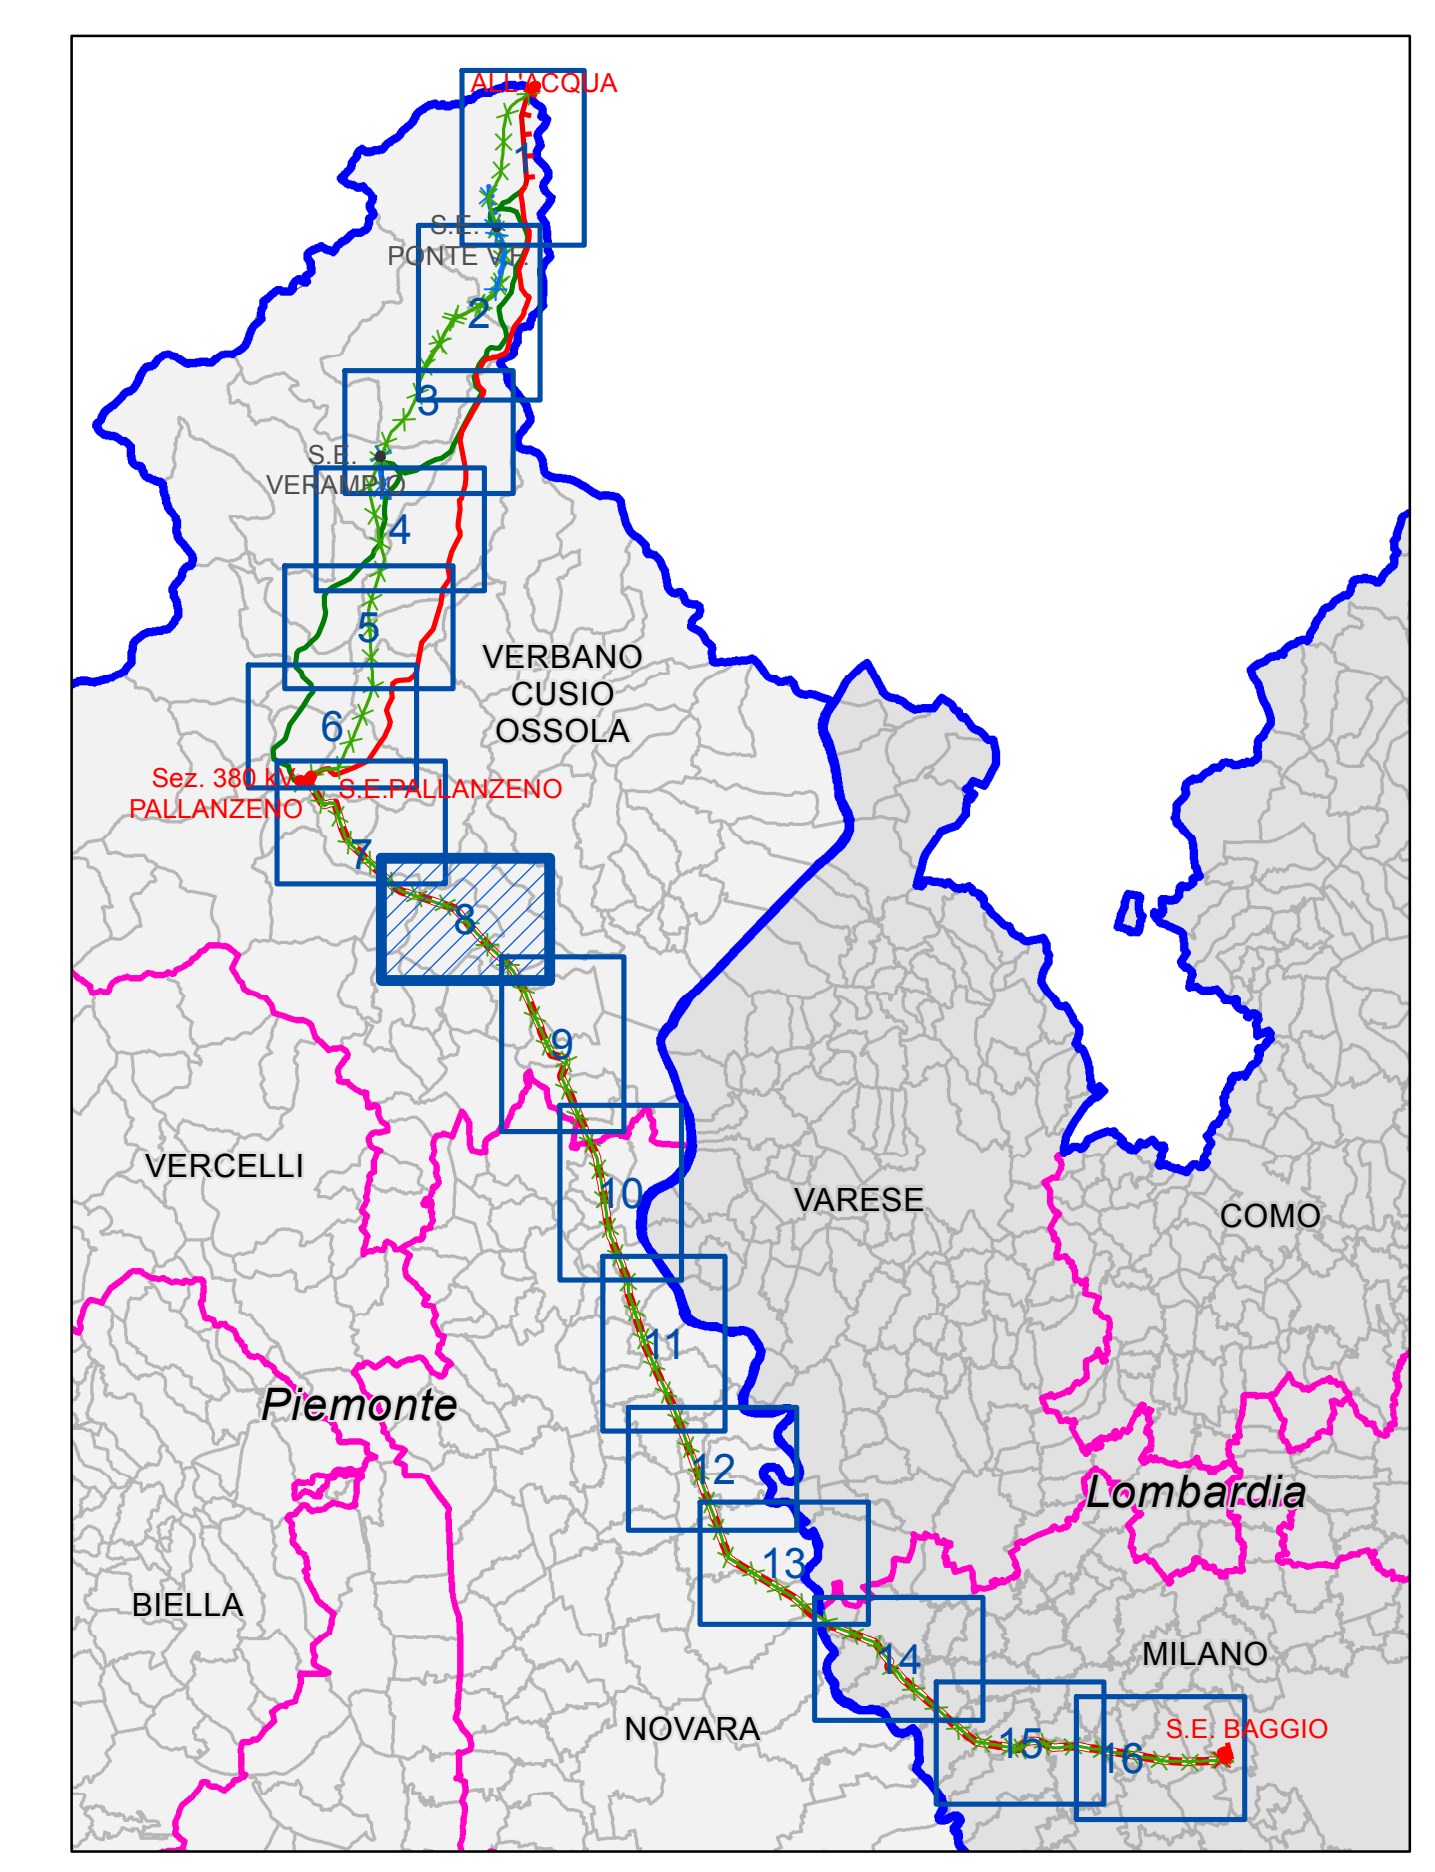 ALL'ACQUA
1
S.E.
PONTE V.F.
2
3
S.E.
VERAMPIO
4
5
VERBANO
CUSIO
OSSOLA
6
Sez. 380 kV
PALLANZENO
S.E.PALLANZENO
7
8
9
VERCELLI
10
VARESE
COMO
11
Piemonte
12
Lombardia
13
BIELLA
14
MILANO
NOVARA
15
S.E. BAGGIO
16